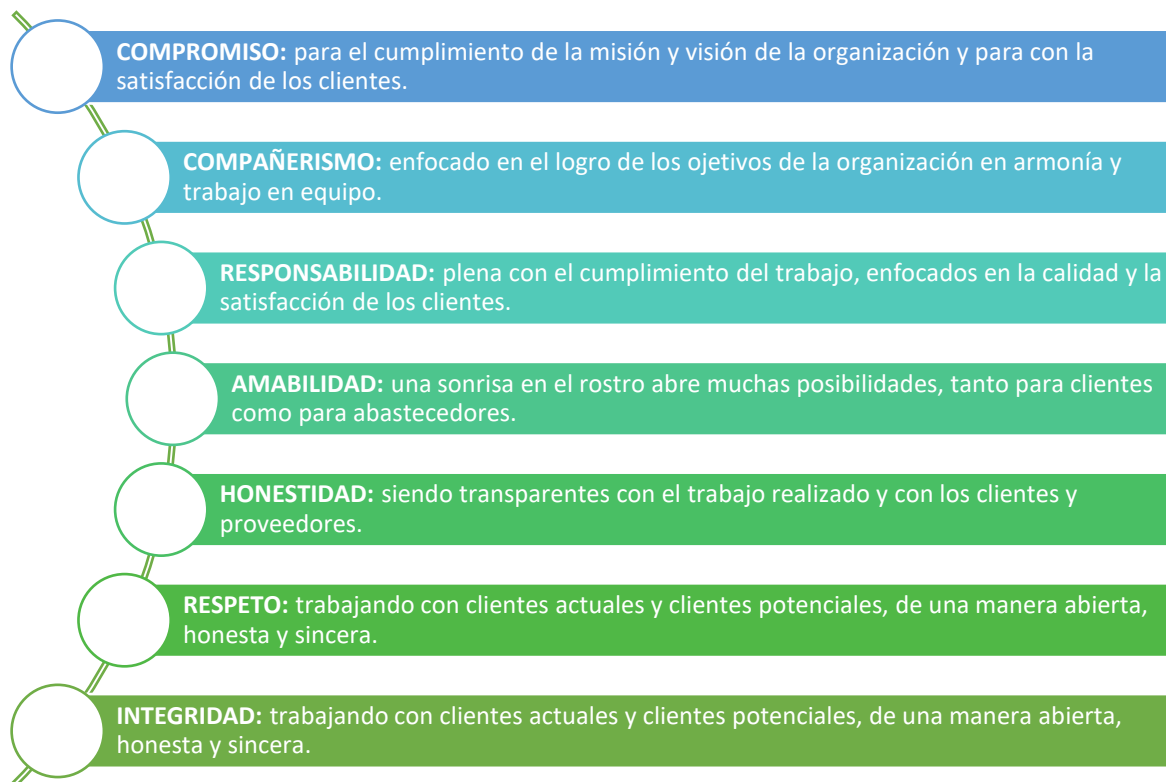 COMPROMISO: para el cumplimiento de la misión y visión de la organización y para con la
satisfacción de los clientes.
COMPAÑERISMO: enfocado en el logro de los ojetivos de la organización en armonía y
trabajo en equipo.
RESPONSABILIDAD: plena con el cumplimiento del trabajo, enfocados en la calidad y la
satisfacción de los clientes.
AMABILIDAD: una sonrisa en el rostro abre muchas posibilidades, tanto para clientes
como para abastecedores.
HONESTIDAD: siendo transparentes con el trabajo realizado y con los clientes y
proveedores.
RESPETO: trabajando con clientes actuales y clientes potenciales, de una manera abierta,
honesta y sincera.
INTEGRIDAD: trabajando con clientes actuales y clientes potenciales, de una manera abierta,
honesta y sincera.